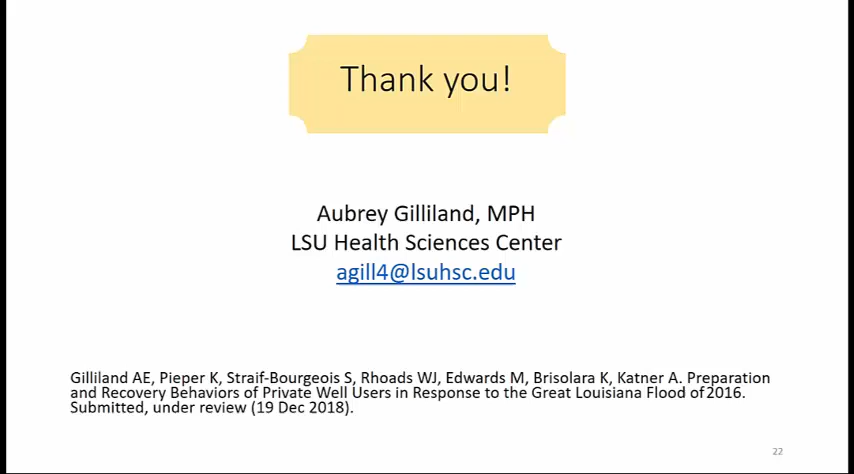 Thank you!
Aubrey Gilliland, MPH
LSU Health Sciences Center
agill4@lsuhsc.edu
Gilliland AE, Pieper K, Straif-Bourgeois S, Rhoads WJ, Edwards M, Brisolara K, Katner A. Preparation
and Recovery Behaviors of Private Well Users in Response to the Great Louisiana Flood of 2016.
Submitted, under review (19 Dec 2018).
22